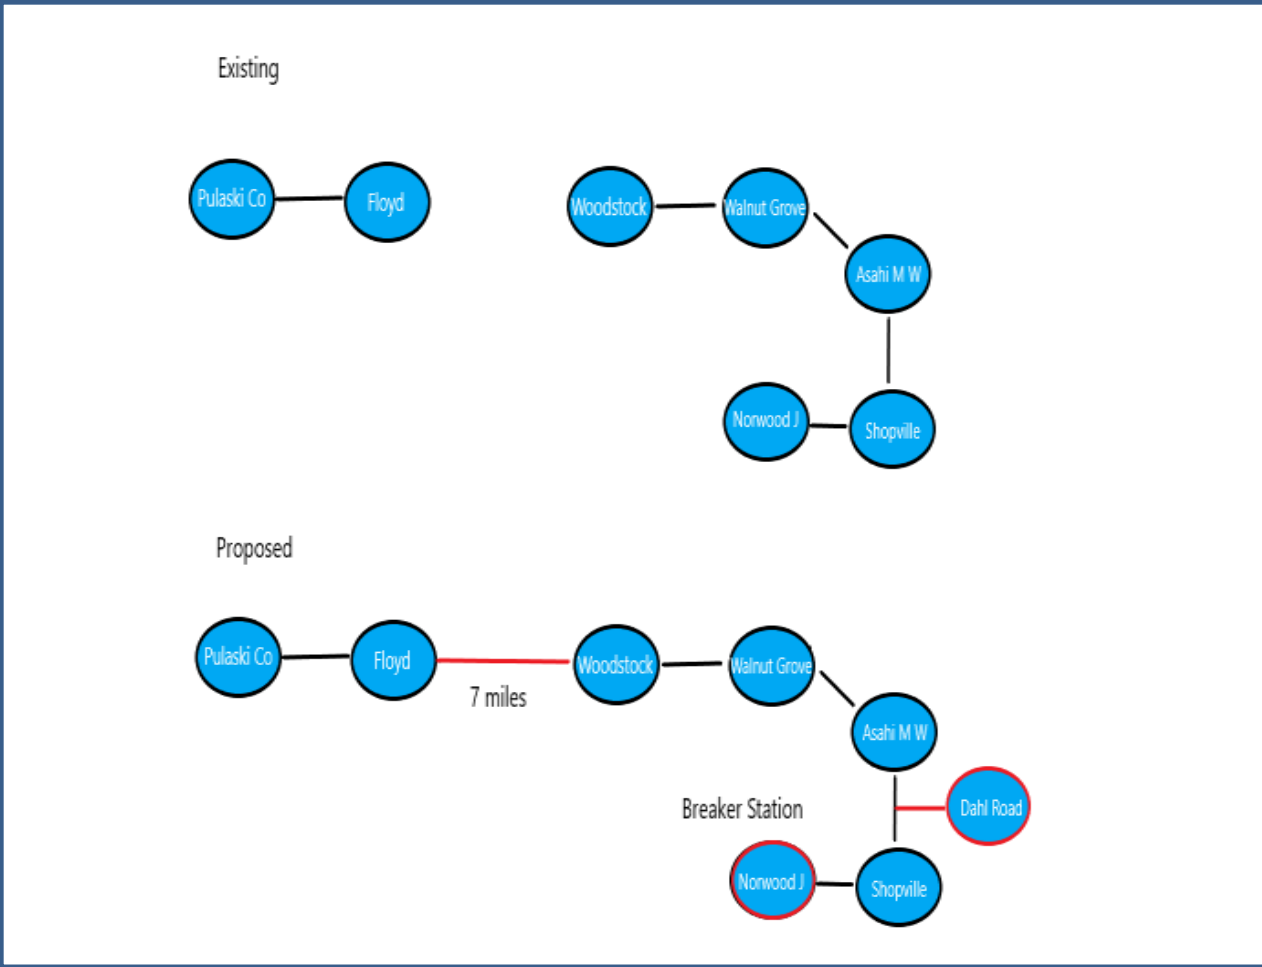 Existing
Pulaski Co
Floyd
Woodstock
Walnut Grove
Asahi M W
Norwood J
Shopville
Proposed
Pulaski Co
Floyd
7 miles
Woodstock
Walnut Grove
Asahi M W
Breaker Station
Dahl Road
Norwood J
Shopville